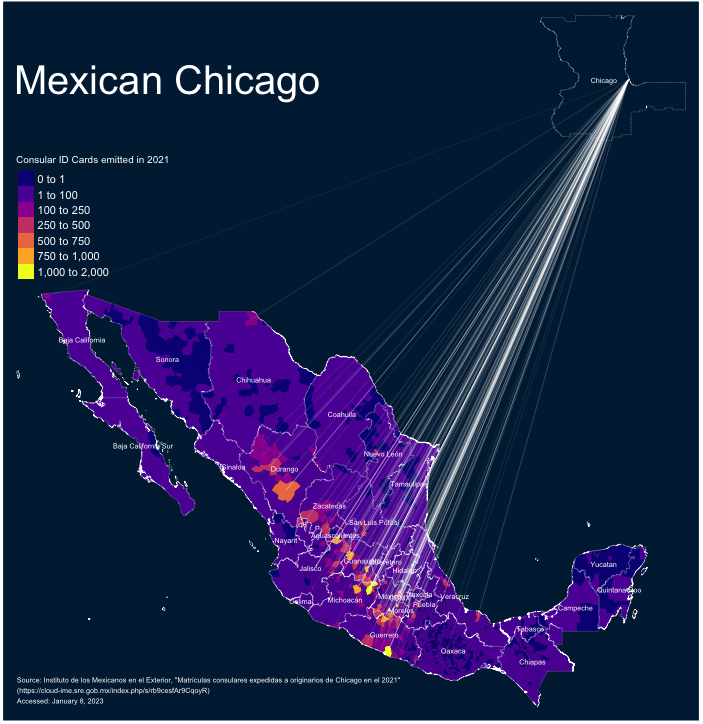 Chicago
Mexican Chicago
Consular ID Cards emitted in 2021
0 to 1
1 to 100
100 to 250
250 to 500
500 to 750
750 to 1,000
1,000 to 2,000
Baja California
Sonora
Chihuahua
Coahuila
Baja California Sur
Nuevo León
Sinaloa
Durango
Tamaulipas
Zacatecas
San Luis Potosí
Aguascalientes
Nayarit
Guanajuato
Querétaro
Hidalgo
Yucatan
Jalisco
Quintana Roo
Colima
Michoacán
México
Tlaxcala
Veracruz
Puebla
Morelos
Campeche
Tabasco
Guerrero
Oaxaca
Chiapas
Source: Instituto de los Mexicanos en el Exterior, "Matrículas consulares expedidas a originarios de Chicago en el 2021"
(https://cloud-ime.sre.gob.mx/index.php/s/rb9cesfAr9CqoyR)
Accessed: January 8, 2023